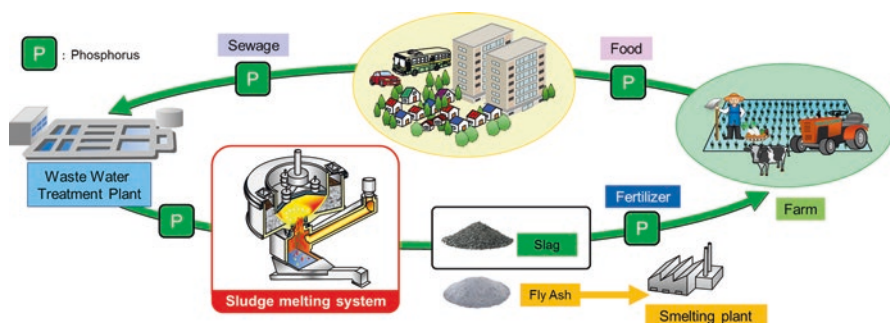 P : Phosphorus
Sewage
P
Food
P
Waste Water
Treatment Plant
P
Sludge melting system
Slag
Fertilizer
P
Farm
Fly Ash
Smelting plant